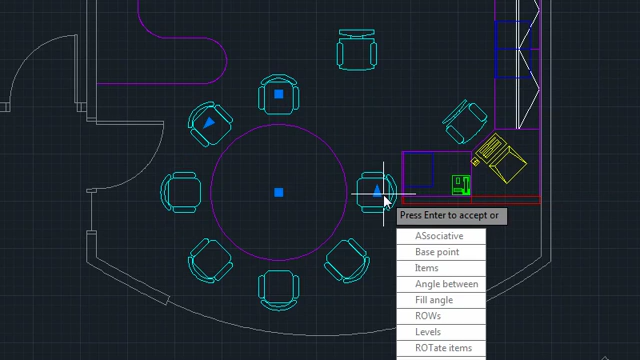 Press Enter to accept or
ASsociative
Base point
Items
Angle between
Fill angle
ROWs
Levels
ROTate items